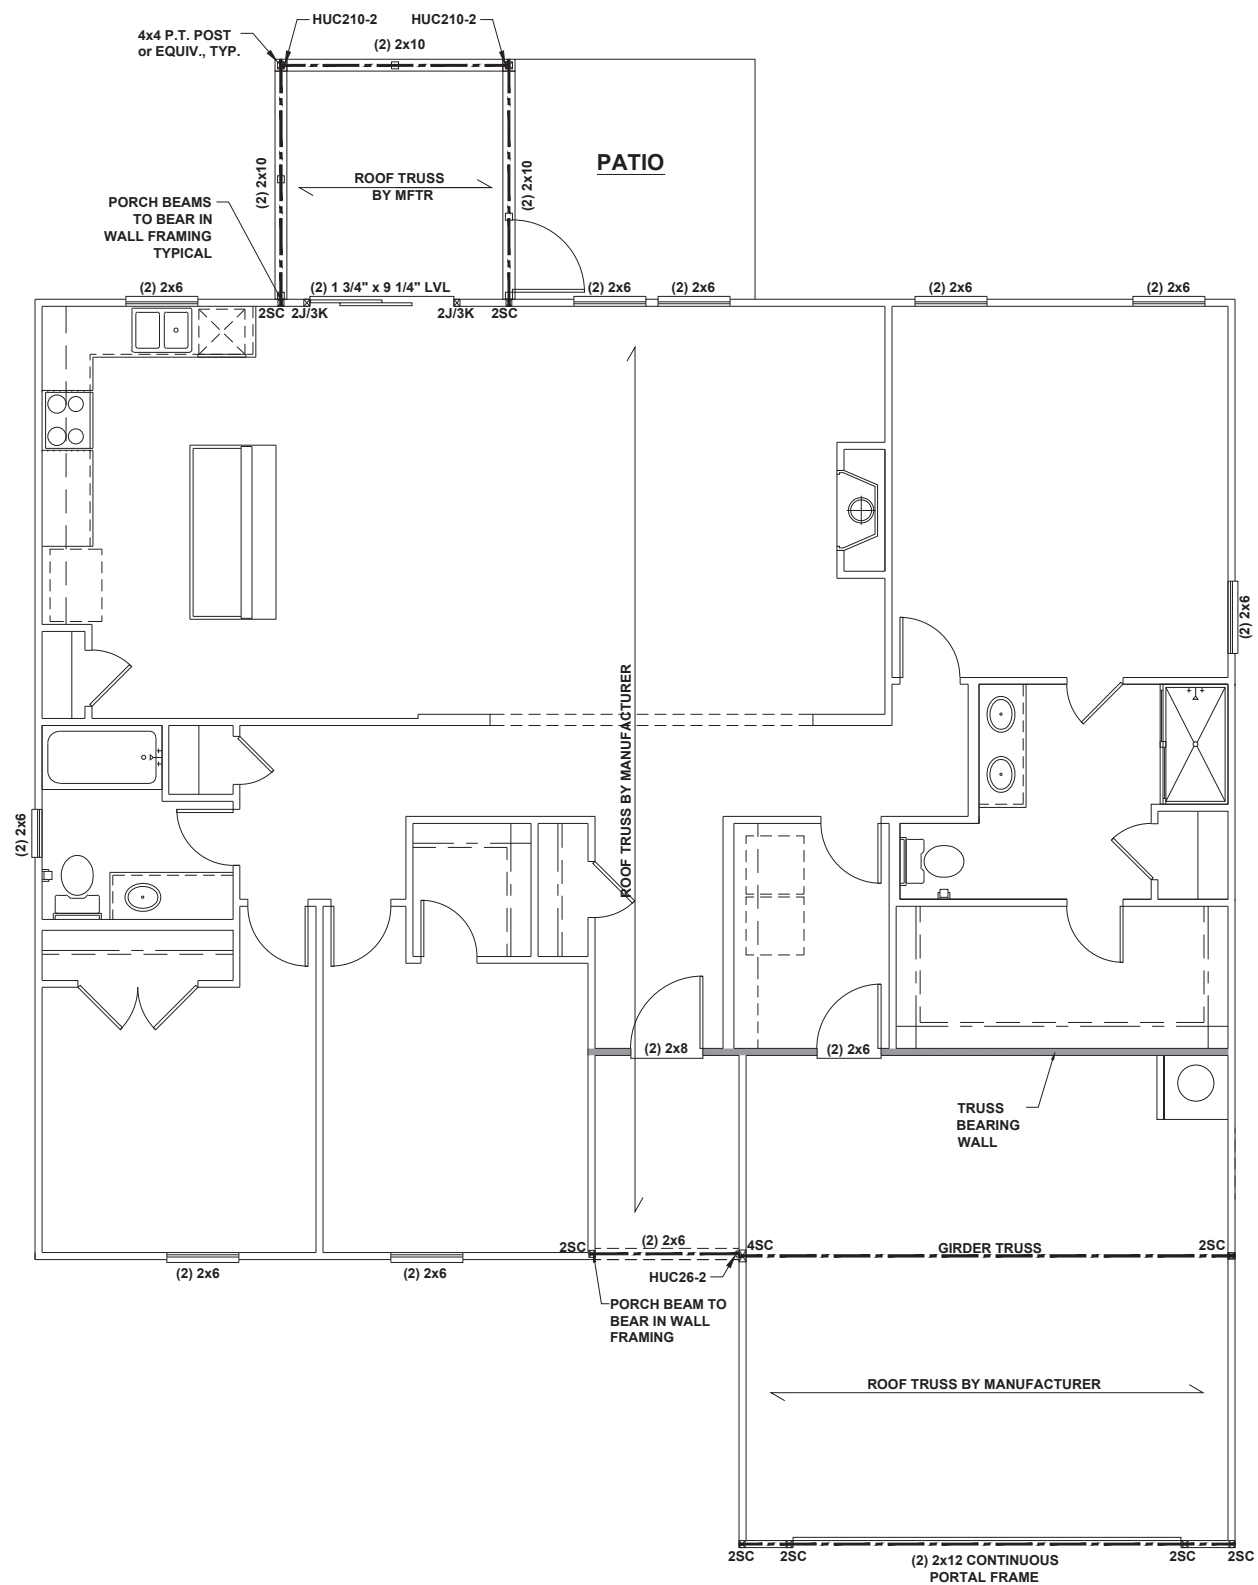 HUC210-2
HUC210-2
4x4 P.T. POST
or EQUIV., TYP.
(2) 2x10
(2) 2x10
(2) 2x10
PATIO
ROOF TRUSS
BY MFTR
PORCH BEAMS
TO BEAR IN
WALL FRAMING
TYPICAL
(2) 2x6
(2) 1 3/4" x 9 1/4" LVL
(2) 2x6
(2) 2x6
(2) 2x6
(2) 2x6
2SC
2J/3K
2J/3K
2SC
(2) 2x6
ROOF TRUSS BY MANUFACTURER
(2) 2x6
(2) 2x8
(2) 2x6
TRUSS
BEARING
WALL
2SC
(2) 2x6
4SC
GIRDER TRUSS
2SC
(2) 2x6
(2) 2x6
HUC26-2
PORCH BEAM TO
BEAR IN WALL
FRAMING
ROOF TRUSS BY MANUFACTURER
2SC
2SC
2SC
2SC
(2) 2x12 CONTINUOUS
PORTAL FRAME